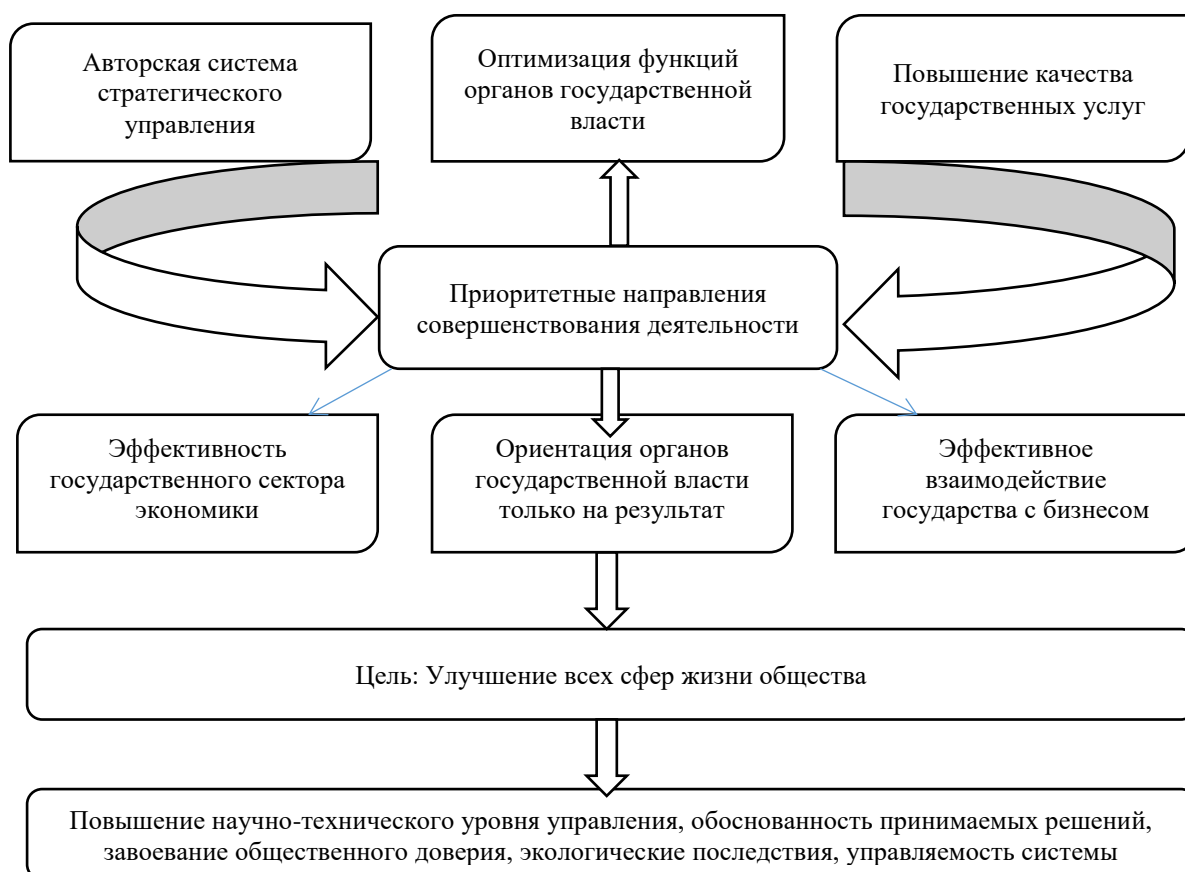 Авторская система
стратегического
управления
Оптимизация функций
органов государственной
власти
Повышение качества
государственных услуг
Приоритетные направления
совершенствования деятельности
Эффективность
государственного сектора
экономики
Ориентация органов
государственной власти
только на результат
Эффективное
взаимодействие
государства с бизнесом
Цель: Улучшение всех сфер жизни общества
Повышение научно-технического уровня управления, обоснованность принимаемых решений,
завоевание общественного доверия, экологические последствия, управляемость системы